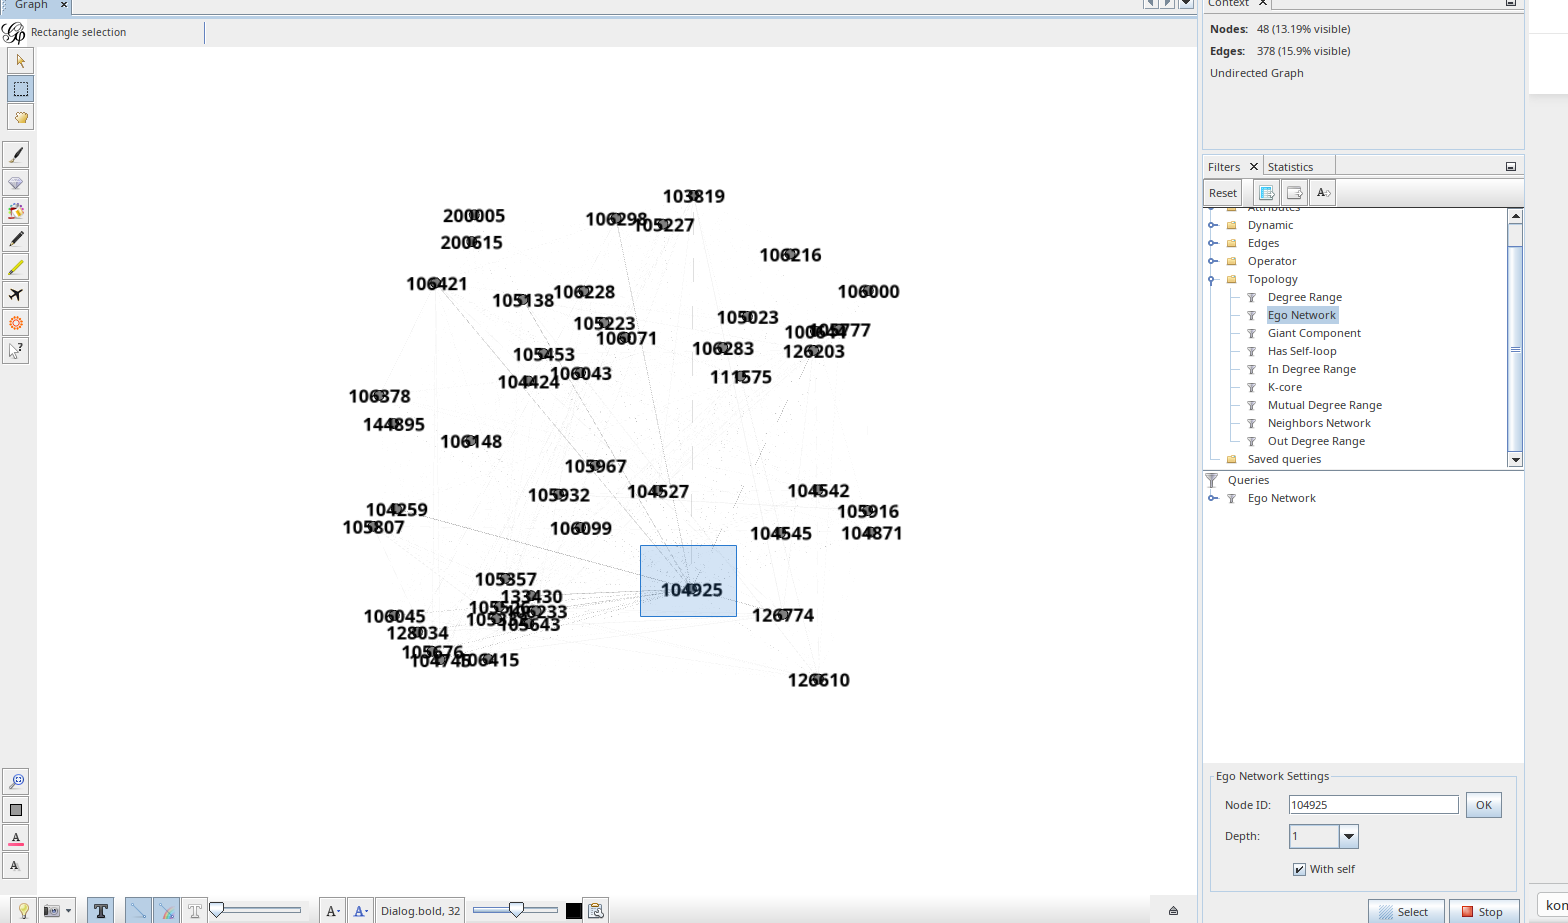 Graph
Context
Rectangle selection
Nodes: 48 (13.19% visible)
Edges: 378 (15.9% visible)
Undirected Graph
Filters
Statistics
Reset
Attributes
Dynamic
Edges
Operator
Topology
Degree Range
Ego Network
Giant Component
Has Self-loop
In Degree Range
K-core
Mutual Degree Range
Neighbors Network
Out Degree Range
Saved queries
Queries
Ego Network
Ego Network Settings
Node ID: 104925 OK
Depth: 1
With self
Select
Stop
kon
103819
200005
106298
105227
200615
106216
106421
106228
106000
105138
105023
105223
105777
106071
106283
126203
105453
106043
111575
104424
106378
144895
106148
105967
104527
104542
105932
104259
105916
105807
106099
104545
104871
105357
104925
133430
106233
106045
126774
105643
128034
105676
104745
106415
126610
Dialog.bold, 32